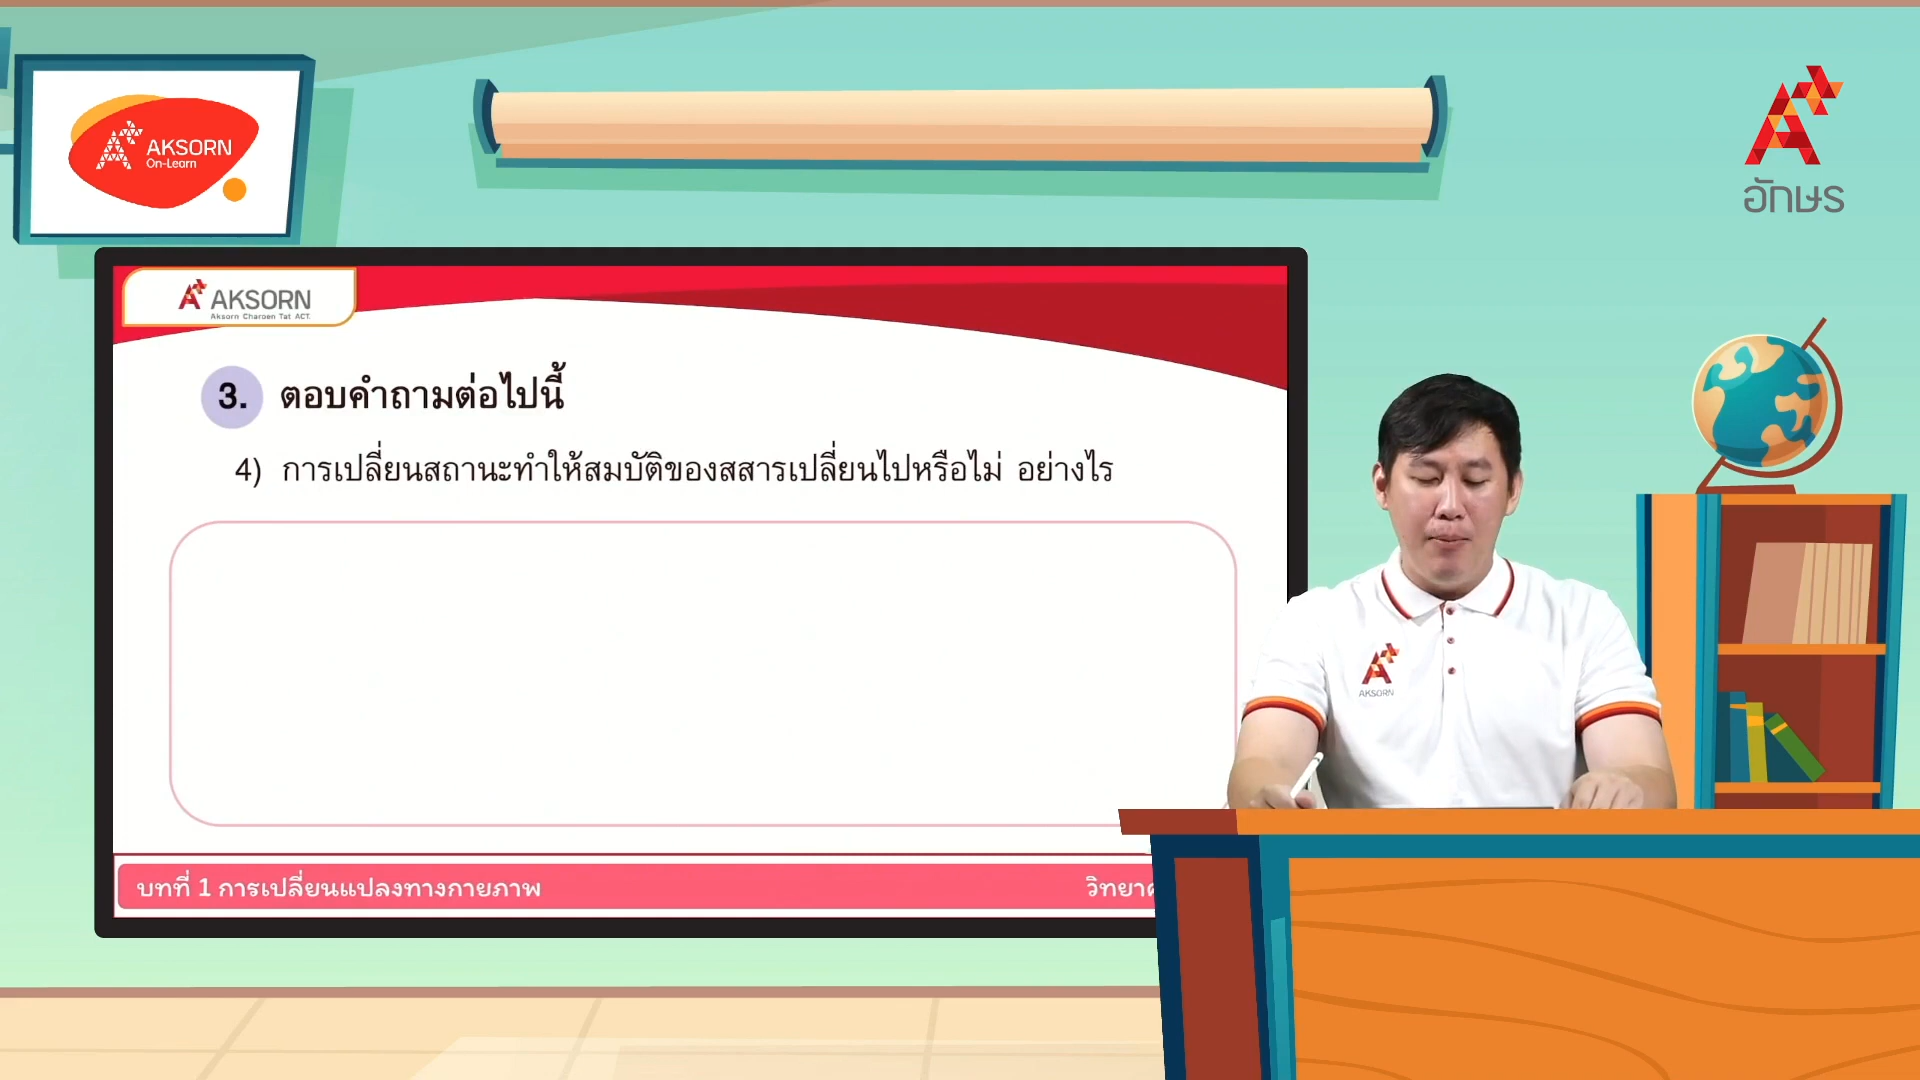 AKSORN
On-Learn
อักษร
AKSORN
Aksorn Charoen Tat ACT.
3. ตอบคำถามต่อไปนี้
4) การเปลี่ยนสถานะทำให้สมบัติของสสารเปลี่ยนไปหรือไม่ อย่างไร
AKSORN
บทที่ 1 การเปลี่ยนแปลงทางกายภาพ